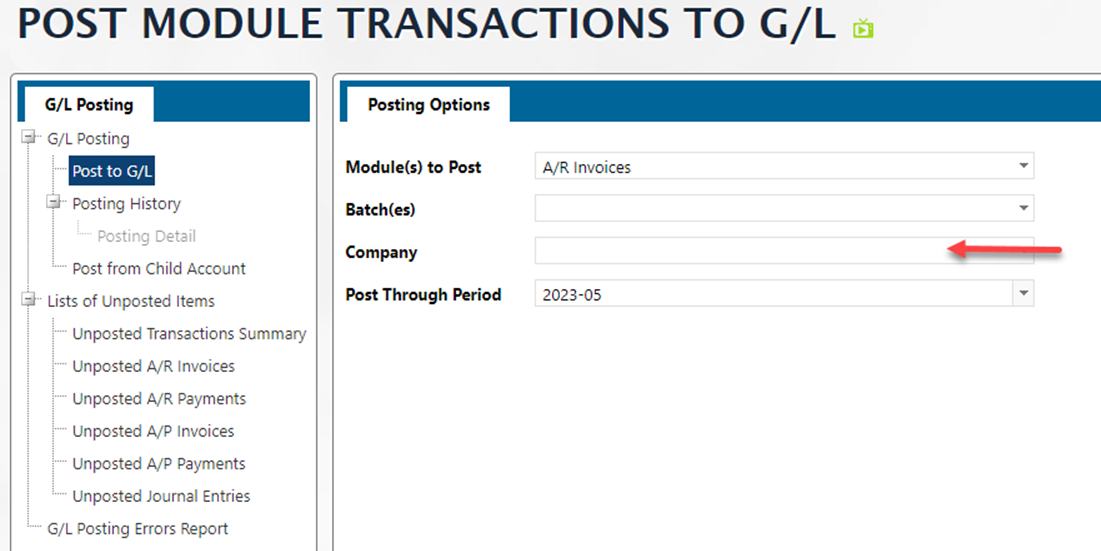 POST MODULE TRANSACTIONS TO G/L
G/L Posting
G/L Posting
Post to G/L
Posting History
Posting Detail
Post from Child Account
Lists of Unposted Items
Unposted Transactions Summary
Unposted A/R Invoices
Unposted A/R Payments
Unposted A/P Invoices
Unposted A/P Payments
Unposted Journal Entries
G/L Posting Errors Report
Posting Options
Module(s) to Post A/R Invoices
Batch(es)
Company
Post Through Period 2023-05